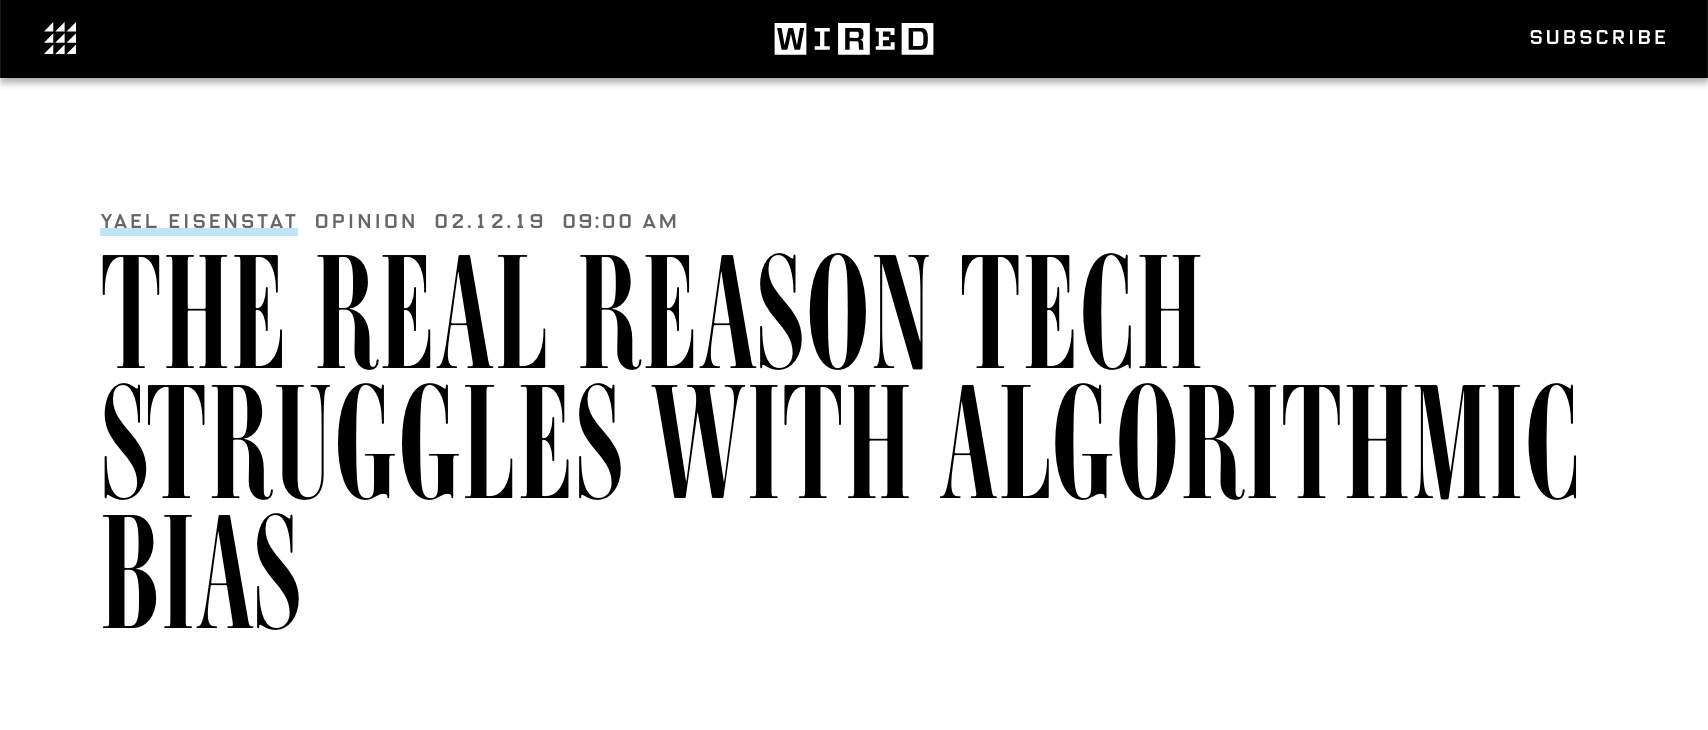 WIRED
SUBSCRIBE
YAEL EISENSTAT OPINION 02.12.19 09:00 AM
THE REAL REASON TECH
STRUGGLES WITH ALGORITHMIC
BIAS